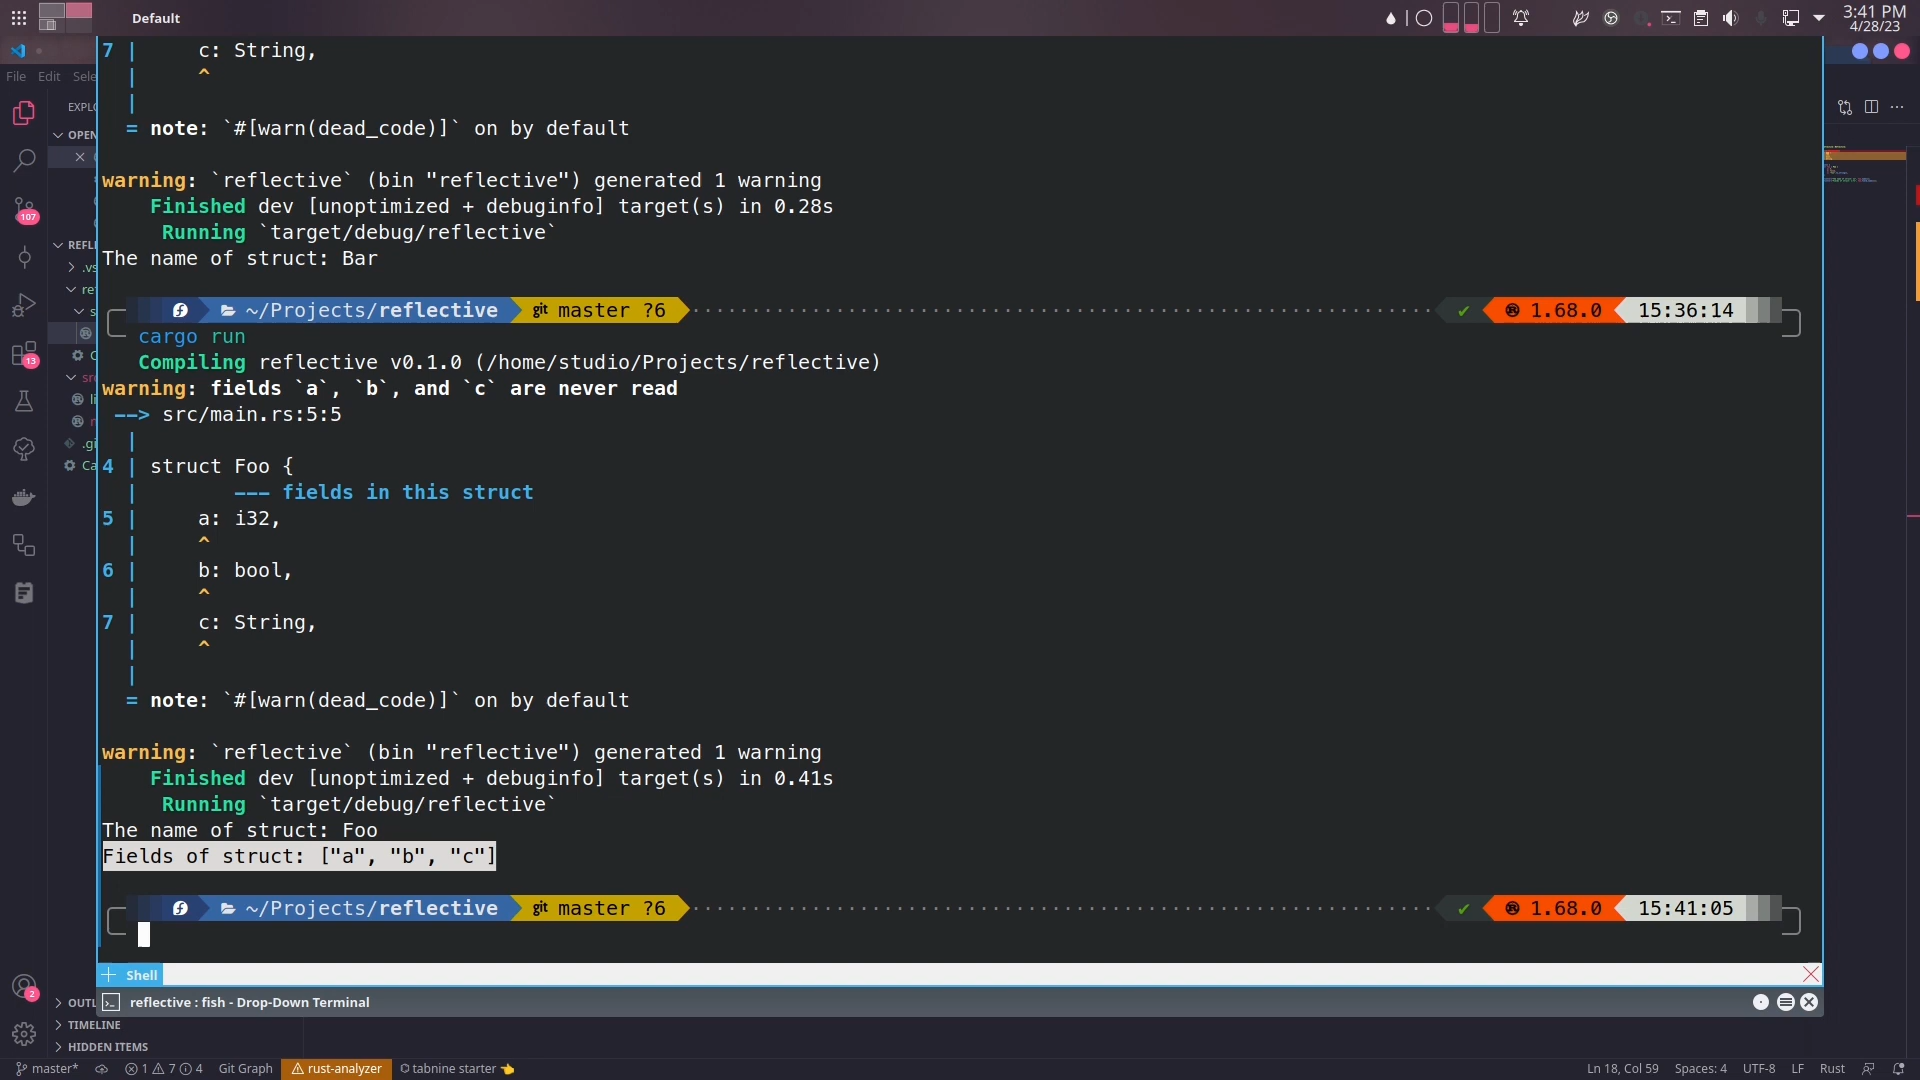 Default
3:41 PM
4/28/23
File Edit Sele
EXPLO
OPEN
107
REFLE
13
2
OUTL
TIMELINE
HIDDEN ITEMS
7 |     c: String,
  |     ^
  |
  = note: `#[warn(dead_code)]` on by default
warning: `reflective` (bin "reflective") generated 1 warning
    Finished dev [unoptimized + debuginfo] target(s) in 0.28s
     Running `target/debug/reflective`
The name of struct: Bar
~/Projects/reflective git master ?6 ✔ 1.68.0 15:36:14
cargo run
   Compiling reflective v0.1.0 (/home/studio/Projects/reflective)
warning: fields `a`, `b`, and `c` are never read
 --> src/main.rs:5:5
  |
4 | struct Foo {
  |        --- fields in this struct
5 |     a: i32,
  |     ^
6 |     b: bool,
  |     ^
7 |     c: String,
  |     ^
  |
  = note: `#[warn(dead_code)]` on by default
warning: `reflective` (bin "reflective") generated 1 warning
    Finished dev [unoptimized + debuginfo] target(s) in 0.41s
     Running `target/debug/reflective`
The name of struct: Foo
Fields of struct: ["a", "b", "c"]
~/Projects/reflective git master ?6 ✔ 1.68.0 15:41:05
Shell
reflective : fish - Drop-Down Terminal
master* 1 7 4 Git Graph rust-analyzer tabnine starter Ln 18, Col 59 Spaces: 4 UTF-8 LF Rust